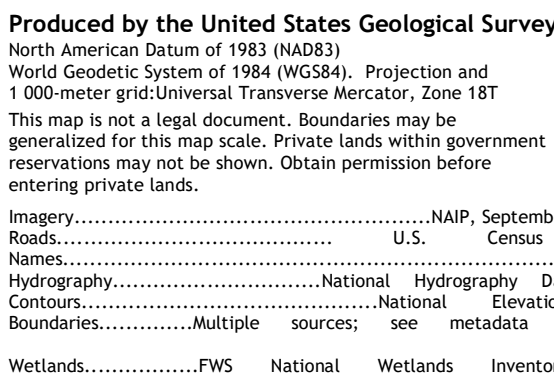 Produced by the United States Geological Survey
North American Datum of 1983 (NAD83)
World Geodetic System of 1984 (WGS84). Projection and
1 000-meter grid:Universal Transverse Mercator, Zone 18T
This map is not a legal document. Boundaries may be
generalized for this map scale. Private lands within government
reservations may not be shown. Obtain permission before
entering private lands.
Imagery....................................................NAIP,
Roads........................................ U.S. Census
Names....................................................................
Hydrography..............................National Hydrography
Contours...........................................National
Boundaries..............Multiple sources; see metadata
Wetlands.................FWS National Wetlands